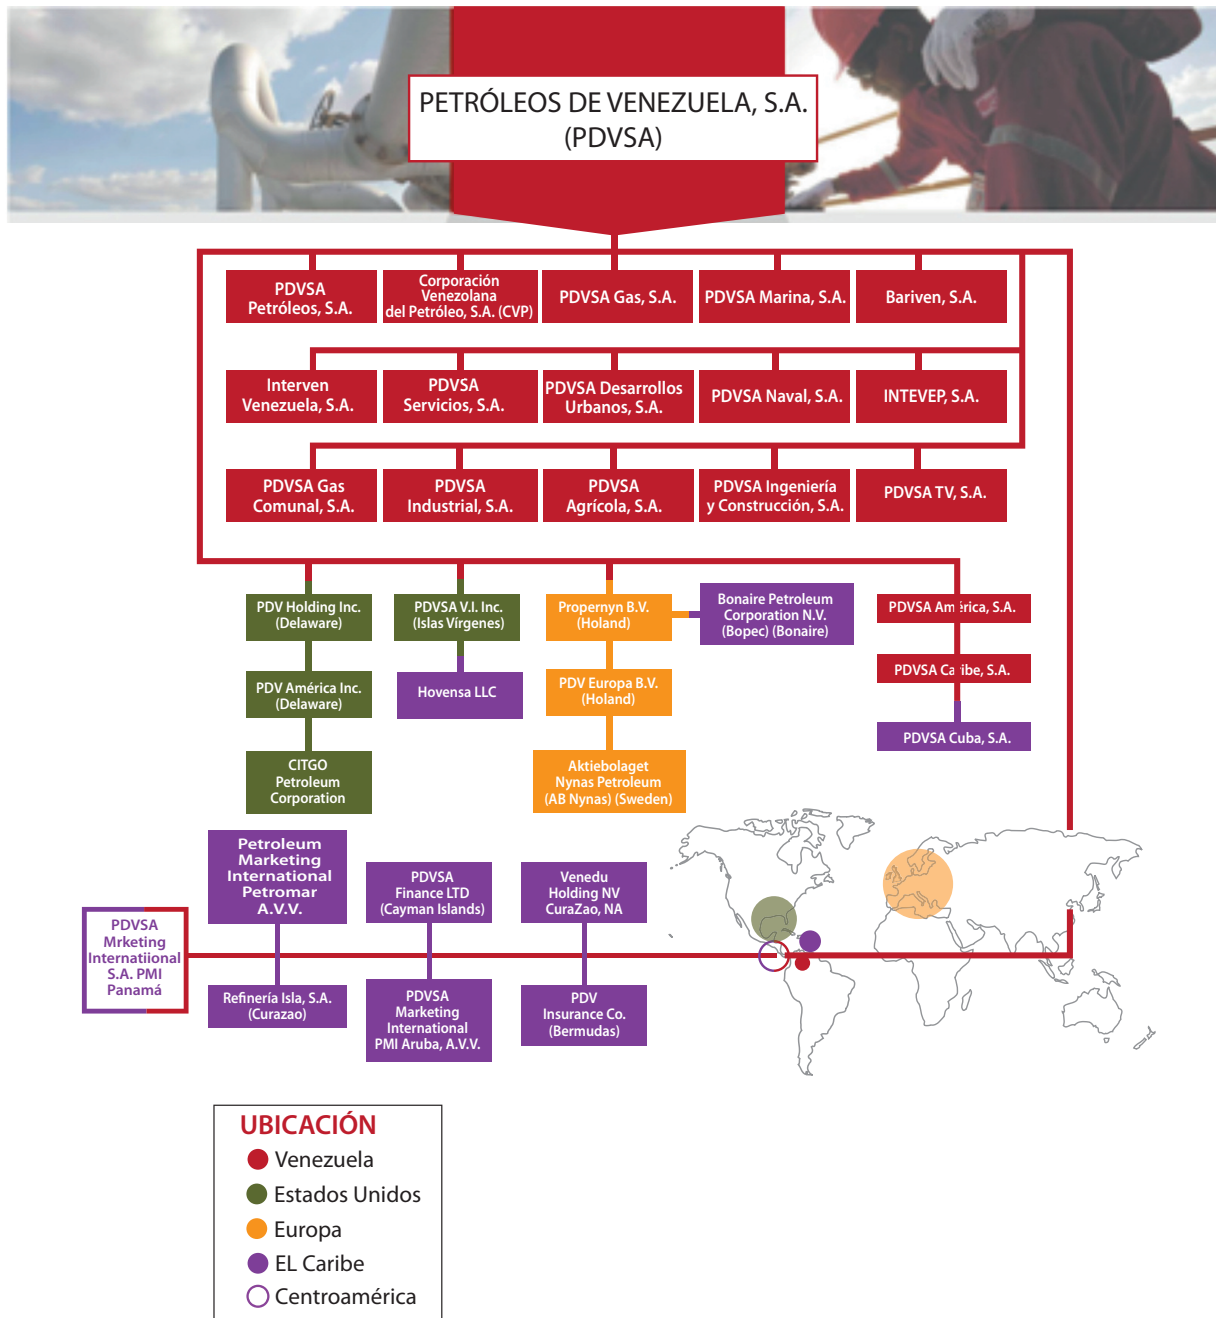 PETRÓLEOS DE VENEZUELA, S.A.
(PDVSA)
PDVSA
Petróleos, S.A.
Corporación
Venezolana
del Petróleo, S.A. (CVP)
PDVSA Gas, S.A.
PDVSA Marina, S.A.
Bariven, S.A.
Interven
Venezuela, S.A.
PDVSA
Servicios, S.A.
PDVSA Desarrollos
Urbanos, S.A.
PDVSA Naval, S.A.
INTEVEP, S.A.
PDVSA Gas
Comunal, S.A.
PDVSA
Industrial, S.A.
PDVSA
Agrícola, S.A.
PDVSA Ingeniería
y Construcción, S.A.
PDVSA TV, S.A.
PDV Holding Inc.
(Delaware)
PDVSA V.I. Inc.
(Islas Vírgenes)
Propernyn B.V.
(Holand)
Bonaire Petroleum
Corporation N.V.
(Bopec) (Bonaire)
PDVSA América, S.A.
PDV América Inc.
(Delaware)
Hovensa LLC
PDV Europa B.V.
(Holand)
PDVSA Caribe, S.A.
CITGO
Petroleum
Corporation
Aktiebolaget
Nynas Petroleum
(AB Nynas) (Sweden)
PDVSA Cuba, S.A.
Petroleum
Marketing
International
Petromar
A.V.V.
PDVSA
Finance LTD
(Cayman Islands)
Venedu
Holding NV
CuraZao, NA
PDVSA
Mrketing
Internatiional
S.A. PMI
Panamá
Refinería Isla, S.A.
(Curazao)
PDVSA
Marketing
International
PMI Aruba, A.V.V.
PDV
Insurance Co.
(Bermudas)
UBICACIÓN
Venezuela
Estados Unidos
Europa
EL Caribe
Centroamérica